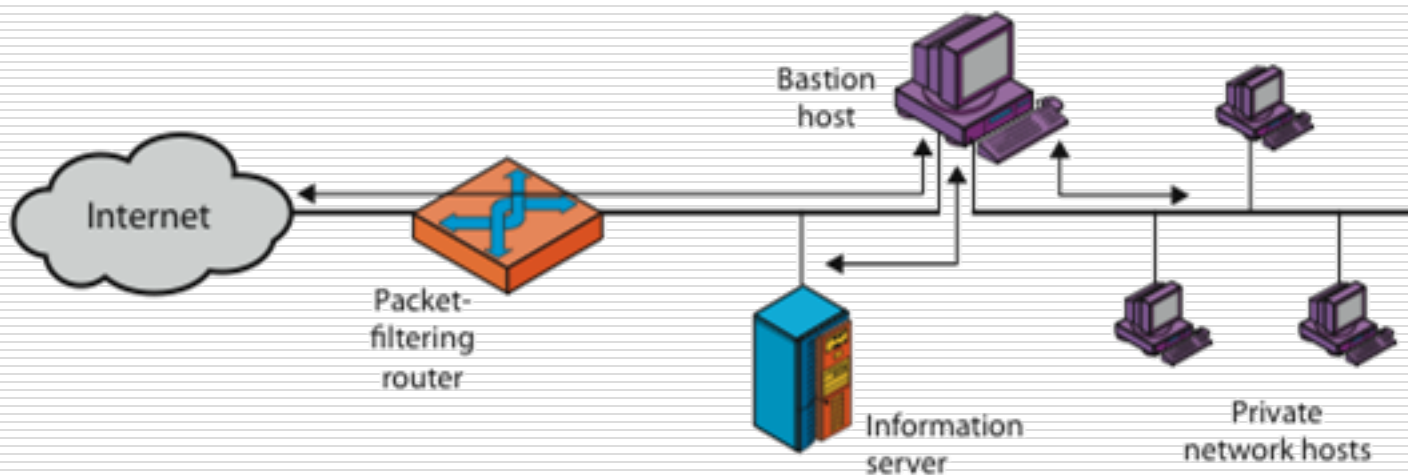 Bastion
host
Internet
Packet-
filtering
router
Information
server
Private
network hosts